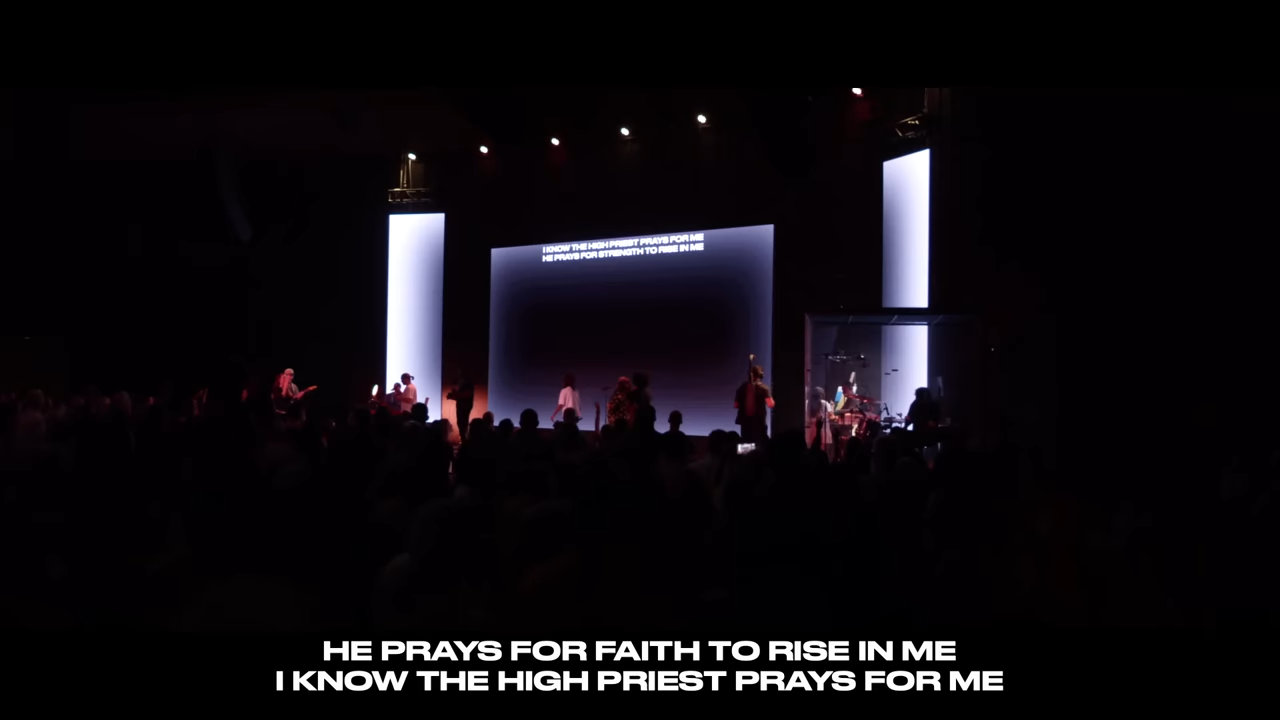 I KNOW THE HIGH PRIEST PRAYS FOR ME
HE PRAYS FOR STRENGTH TO RISE IN ME
HE PRAYS FOR FAITH TO RISE IN ME
I KNOW THE HIGH PRIEST PRAYS FOR ME